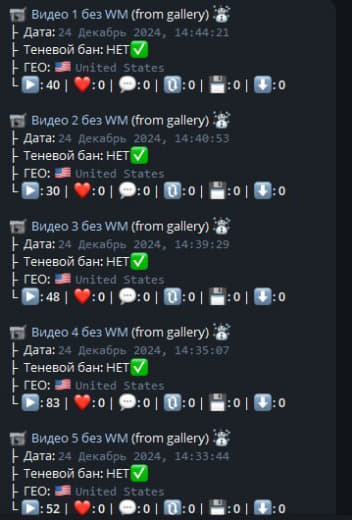 Видео 1 без WM (from gallery)
├ Дата: 24 Декабрь 2024, 14:44:21
├ Теневой бан: НЕТ✅
├ ГЕО: 🇺🇸 United States
└ ▶️:40 | ❤️:0 | 💬:0 | 🔃:0 | 💾:0 | ⬇️:0
Видео 2 без WM (from gallery)
├ Дата: 24 Декабрь 2024, 14:40:53
├ Теневой бан: НЕТ✅
├ ГЕО: 🇺🇸 United States
└ ▶️:30 | ❤️:0 | 💬:0 | 🔃:0 | 💾:0 | ⬇️:0
Видео 3 без WM (from gallery)
├ Дата: 24 Декабрь 2024, 14:39:29
├ Теневой бан: НЕТ✅
├ ГЕО: 🇺🇸 United States
└ ▶️:48 | ❤️:0 | 💬:0 | 🔃:0 | 💾:0 | ⬇️:0
Видео 4 без WM (from gallery)
├ Дата: 24 Декабрь 2024, 14:35:07
├ Теневой бан: НЕТ✅
├ ГЕО: 🇺🇸 United States
└ ▶️:83 | ❤️:0 | 💬:0 | 🔃:0 | 💾:0 | ⬇️:0
Видео 5 без WM (from gallery)
├ Дата: 24 Декабрь 2024, 14:33:44
├ Теневой бан: НЕТ✅
├ ГЕО: 🇺🇸 United States
└ ▶️:52 | ❤️:0 | 💬:0 | 🔃:0 | 💾:0 | ⬇️:0